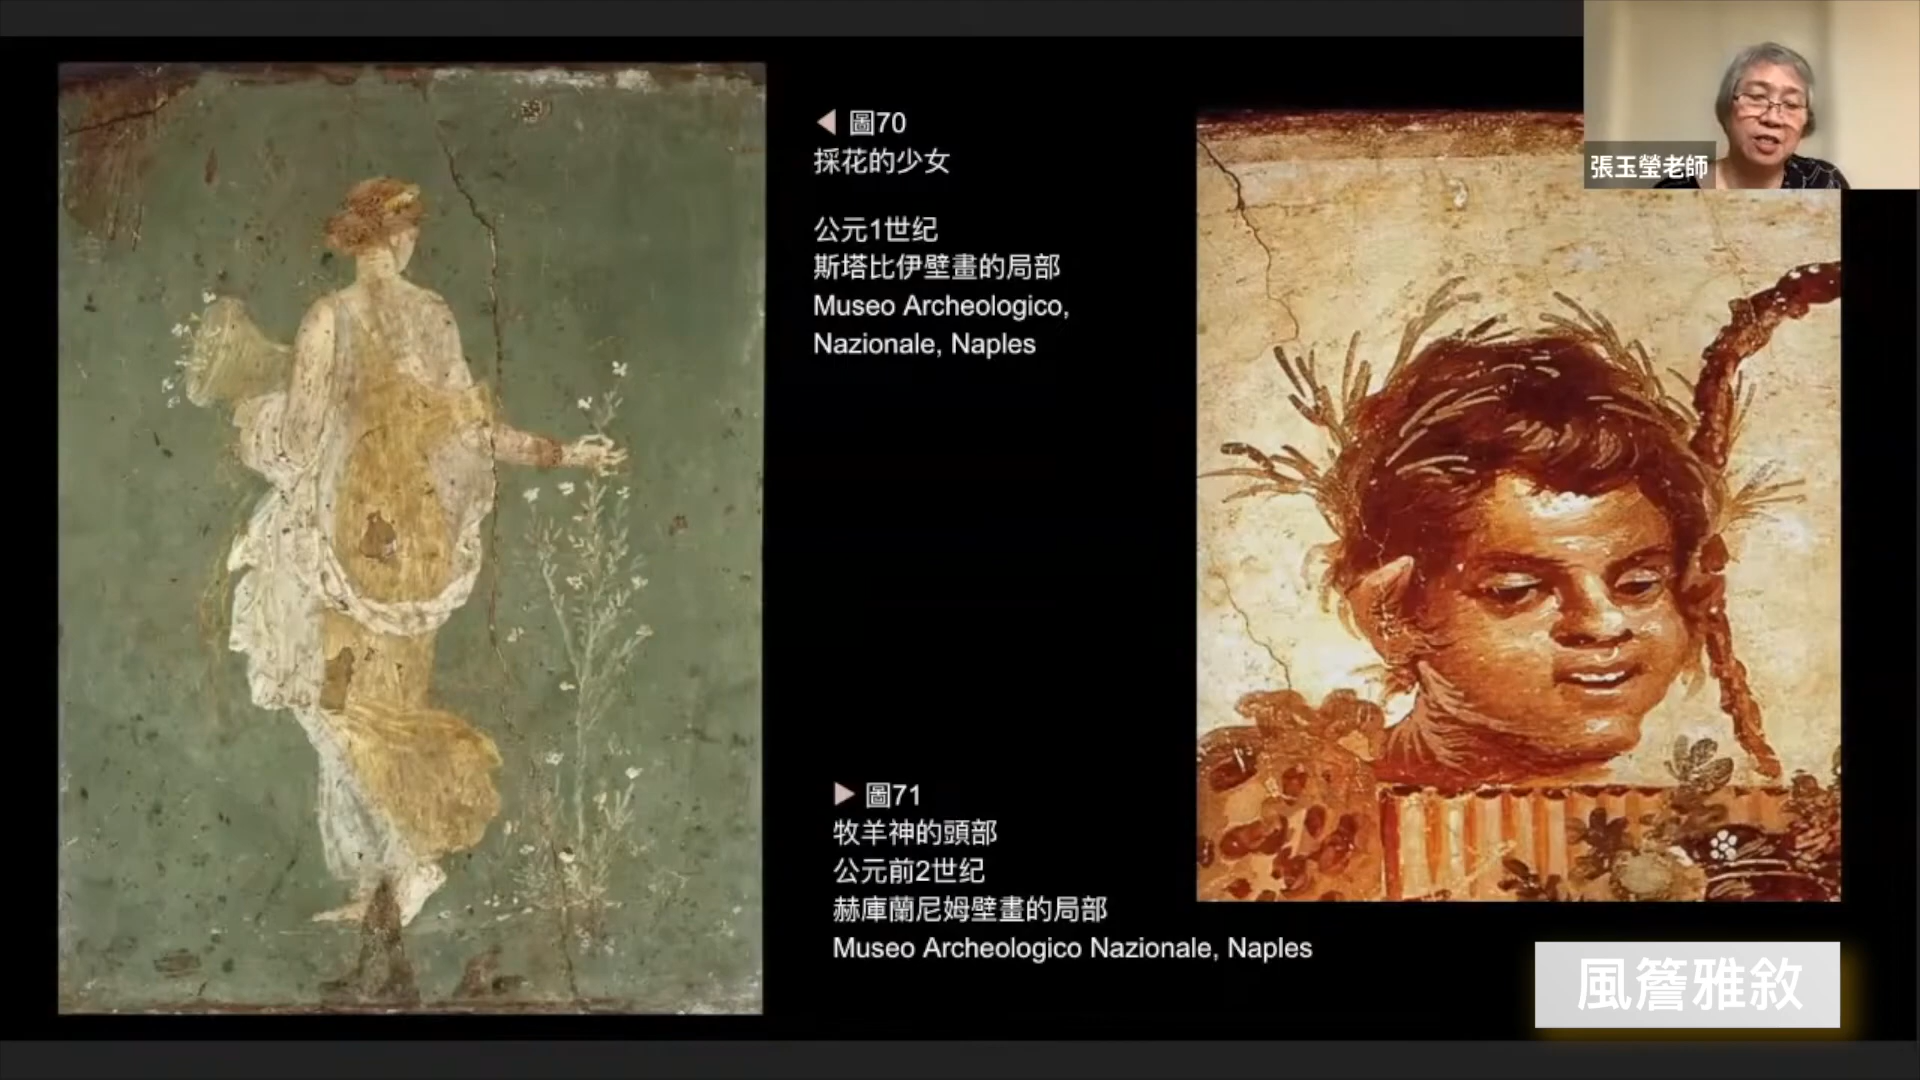 圖70
採花的少女
公元1世纪
斯塔比伊壁畫的局部
Museo Archeologico,
Nazionale, Naples
張玉瑩老師
圖71
牧羊神的頭部
公元前2世纪
赫庫蘭尼姆壁畫的局部
Museo Archeologico Nazionale, Naples
風簷雅敘